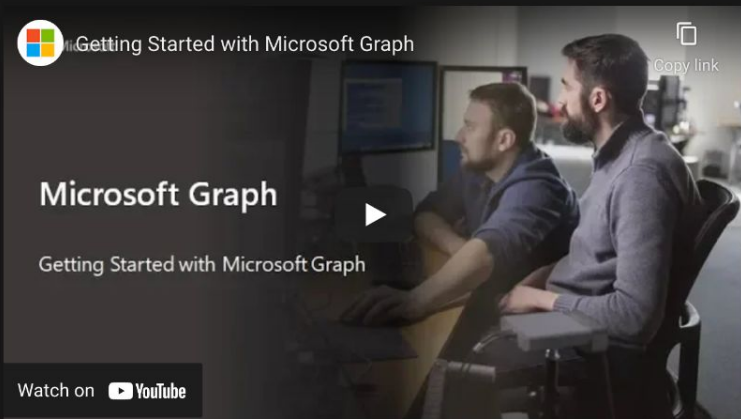 Getting Started with Microsoft Graph
Copy link
Microsoft Graph
Getting Started with Microsoft Graph
Watch on YouTube